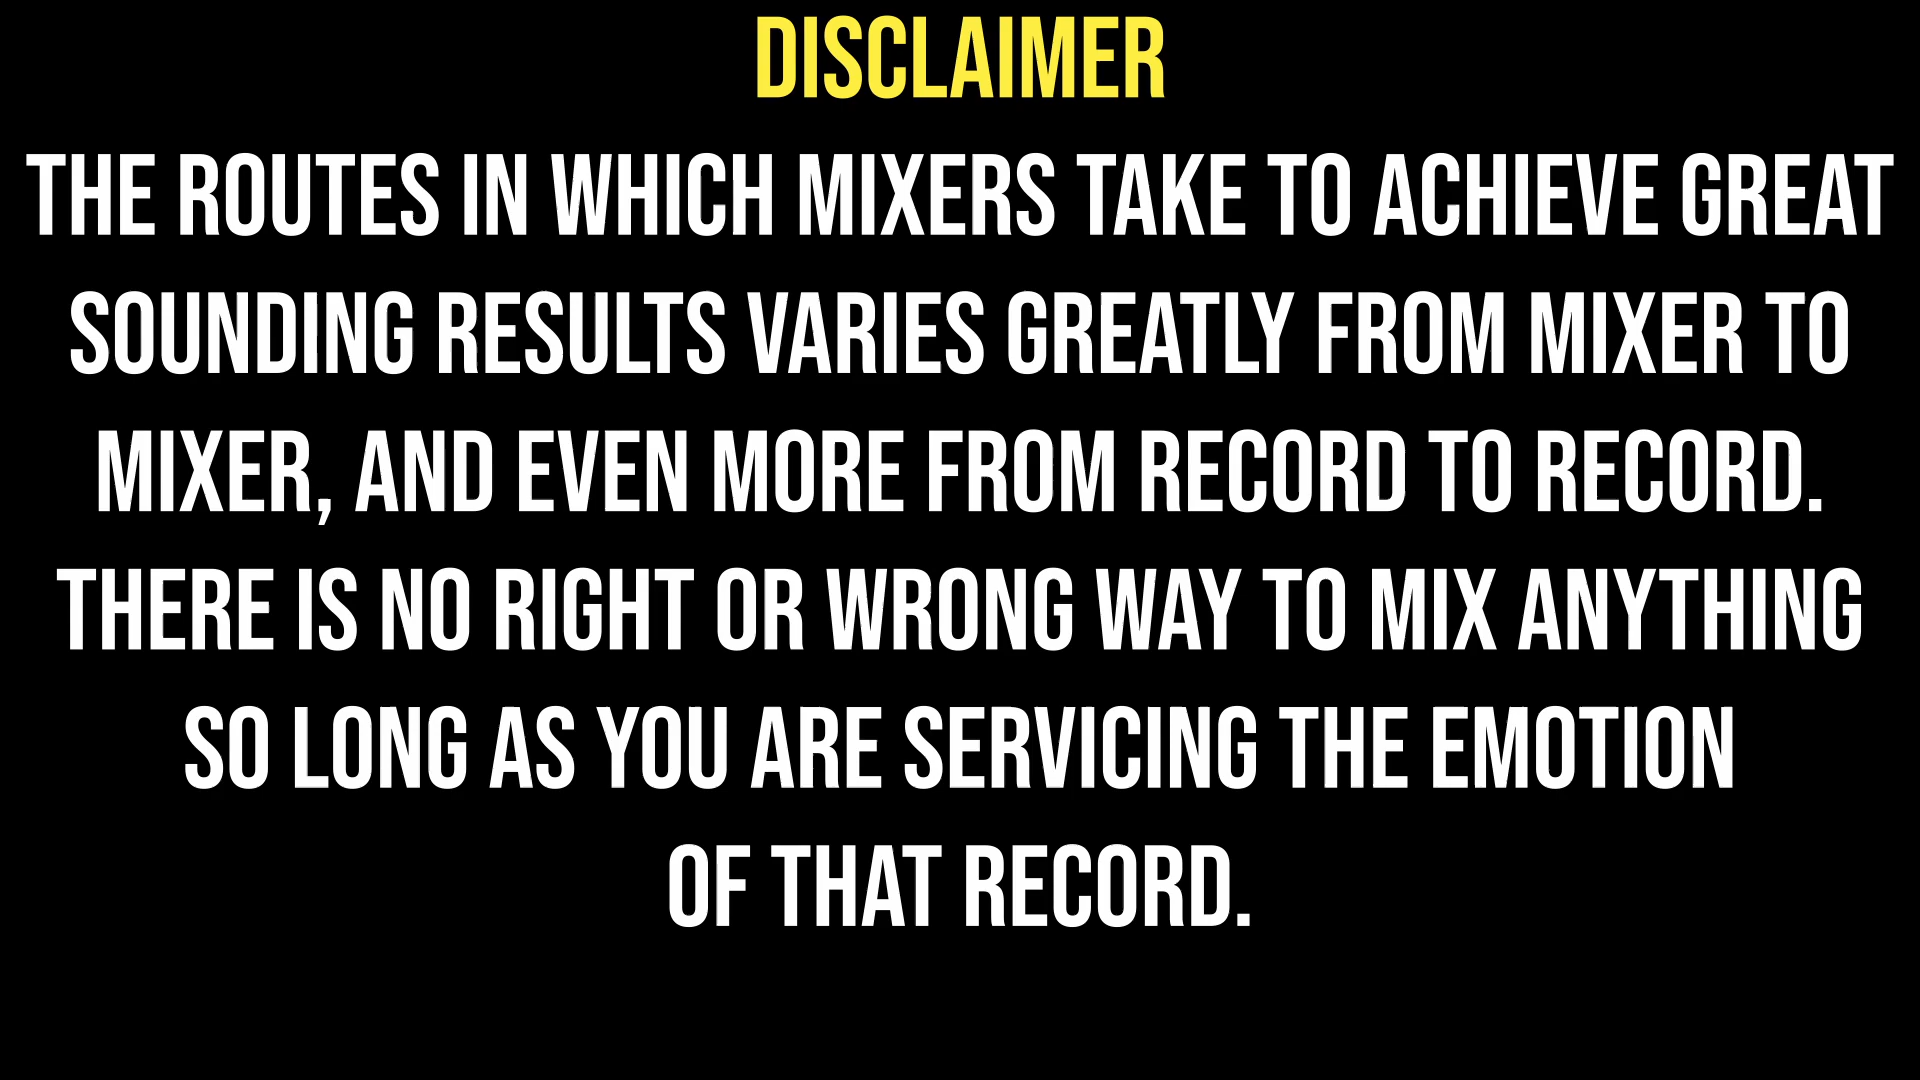 DISCLAIMER
THE ROUTES IN WHICH MIXERS TAKE TO ACHIEVE GREAT
SOUNDING RESULTS VARIES GREATLY FROM MIXER TO
MIXER, AND EVEN MORE FROM RECORD TO RECORD.
THERE IS NO RIGHT OR WRONG WAY TO MIX ANYTHING
SO LONG AS YOU ARE SERVICING THE EMOTION
OF THAT RECORD.